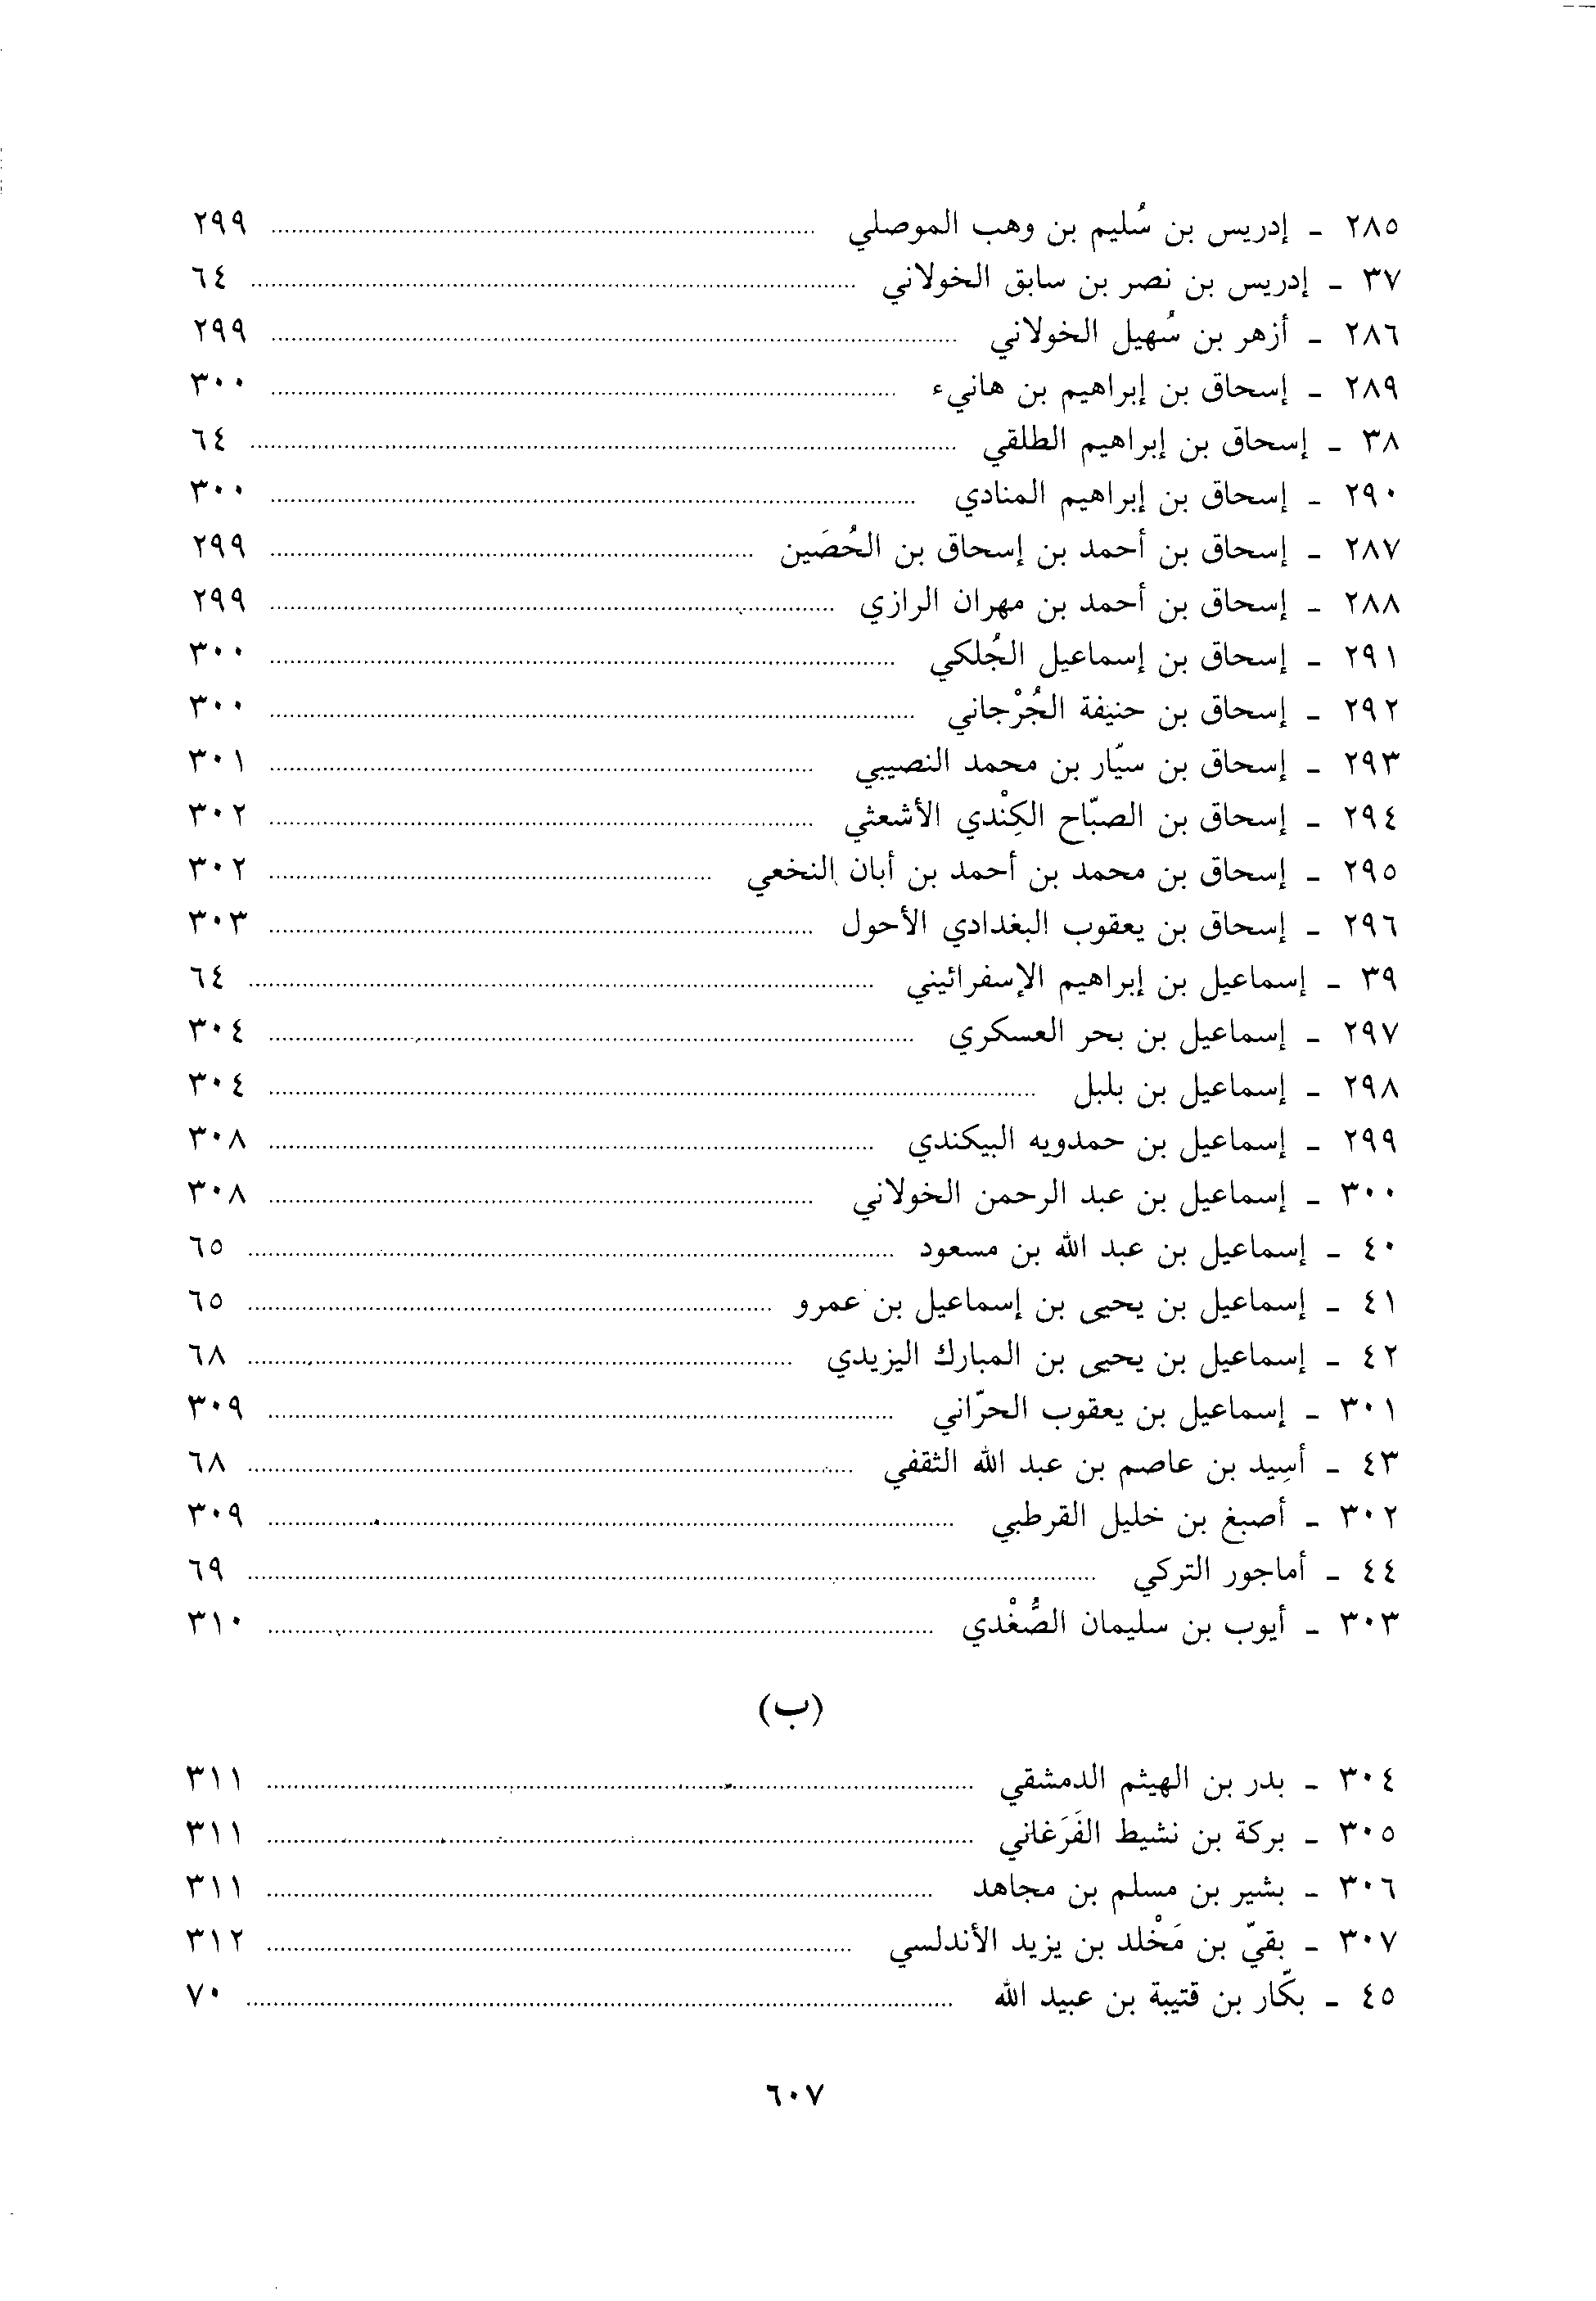 ٢٨٥ - إدريس بن سُليم بن وهب الموصلي ........ ٢٩٩
٣٧ - إدريس بن نصر بن سابق الخولاني ........ ٦٤
٢٨٦ - أزهر بن سُهيل الخولاني ........ ٢٩٩
٢٨٩ - إسحاق بن إبراهيم بن هانيء ........ ٣٠٠
٣٨ - إسحاق بن إبراهيم الطلقي ........ ٦٤
٢٩٠ - إسحاق بن إبراهيم المنادي ........ ٣٠٠
٢٨٧ - إسحاق بن أحمد بن إسحاق بن الحُصَين ........ ٢٩٩
٢٨٨ - إسحاق بن أحمد بن مهران الرازي ........ ٢٩٩
٢٩١ - إسحاق بن إسماعيل الجُلكي ........ ٣٠٠
٢٩٢ - إسحاق بن حنيفة الجُرْجاني ........ ٣٠٠
٢٩٣ - إسحاق بن سيّار بن محمد النصيبي ........ ٣٠١
٢٩٤ - إسحاق بن الصبّاح الكِنْدي الأشعثي ........ ٣٠٢
٢٩٥ - إسحاق بن محمد بن أحمد بن أبان النخعي ........ ٣٠٢
٢٩٦ - إسحاق بن يعقوب البغدادي الأحول ........ ٣٠٣
٣٩ - إسماعيل بن إبراهيم الإسفرائيني ........ ٦٤
٢٩٧ - إسماعيل بن بحر العسكري ........ ٣٠٤
٢٩٨ - إسماعيل بن بلبل ........ ٣٠٤
٢٩٩ - إسماعيل بن حمدويه البيكندي ........ ٣٠٨
٣٠٠ - إسماعيل بن عبد الرحمن الخولاني ........ ٣٠٨
٤٠ - إسماعيل بن عبد الله بن مسعود ........ ٦٥
٤١ - إسماعيل بن يحيى بن إسماعيل بن عمرو ........ ٦٥
٤٢ - إسماعيل بن يحيى بن المبارك اليزيدي ........ ٦٨
٣٠١ - إسماعيل بن يعقوب الحرّاني ........ ٣٠٩
٤٣ - أسِيد بن عاصم بن عبد الله الثقفي ........ ٦٨
٣٠٢ - أصبغ بن خليل القرطبي ........ ٣٠٩
٤٤ - أماجور التركي ........ ٦٩
٣٠٣ - أيوب بن سليمان الصُّغْدي ........ ٣١٠
(ب)
٣٠٤ - بدر بن الهيثم الدمشقي ........ ٣١١
٣٠٥ - بركة بن نشيط الفَرَغاني ........ ٣١١
٣٠٦ - بشير بن مسلم بن مجاهد ........ ٣١١
٣٠٧ - بقيّ بن مَخْلد بن يزيد الأندلسي ........ ٣١٢
٤٥ - بكّار بن قتيبة بن عبيد الله ........ ٧٠
٦٠٧